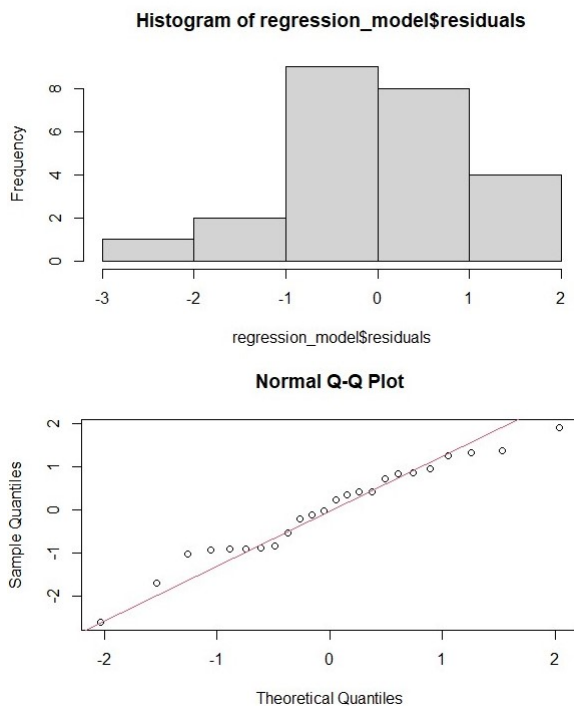 Histogram of regression_model$residuals
Frequency
8
6
4
2
0
-3 -2 -1 0 1 2
regression_model$residuals
Normal Q-Q Plot
Sample Quantiles
2
1
0
-1
-2
-2 -1 0 1 2
Theoretical Quantiles